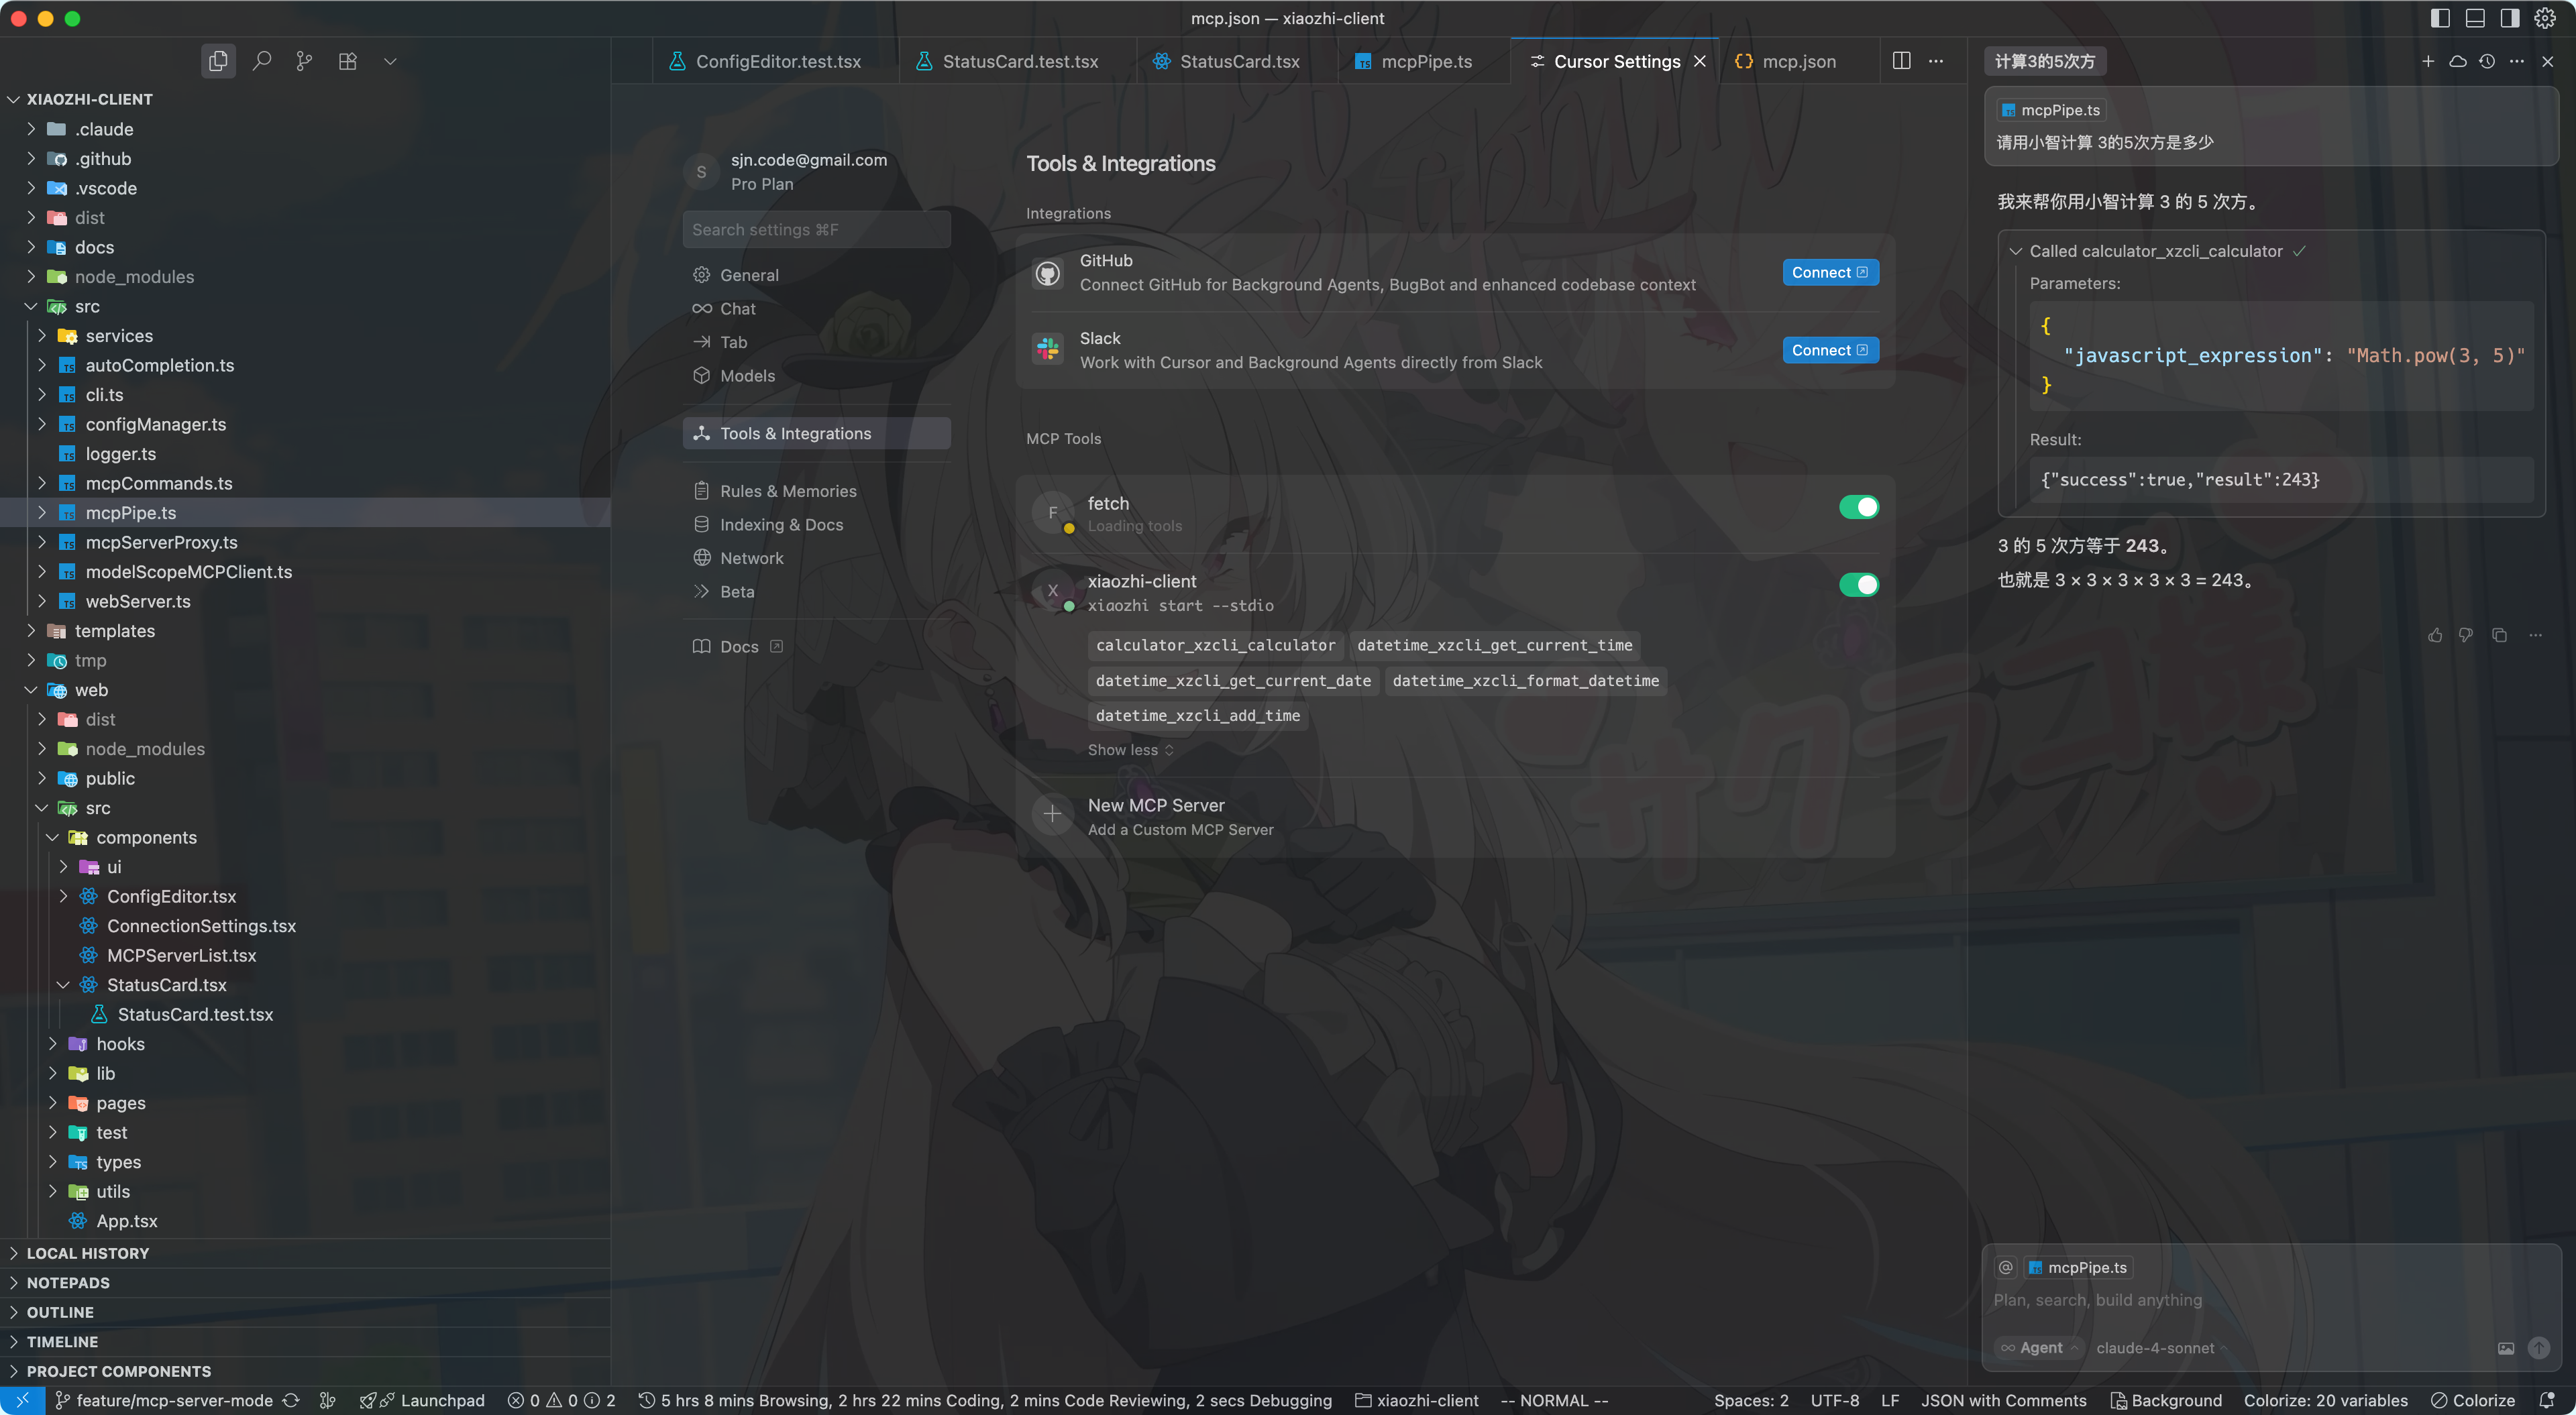 mcp.json — xiaozhi-client
ConfigEditor.test.tsx
StatusCard.test.tsx
StatusCard.tsx
mcpPipe.ts
Cursor Settings
mcp.json
XIAOZHI-CLIENT
.claude
.github
.vscode
dist
docs
node_modules
src
services
autoCompletion.ts
cli.ts
configManager.ts
logger.ts
mcpCommands.ts
mcpPipe.ts
mcpServerProxy.ts
modelScopeMCPClient.ts
webServer.ts
templates
tmp
web
dist
node_modules
public
src
components
ui
ConfigEditor.tsx
ConnectionSettings.tsx
MCPServerList.tsx
StatusCard.tsx
StatusCard.test.tsx
hooks
lib
pages
test
types
utils
App.tsx
LOCAL HISTORY
NOTEPADS
OUTLINE
TIMELINE
PROJECT COMPONENTS
S
sjn.code@gmail.com
Pro Plan
Search settings ⌘F
General
Chat
Tab
Models
Tools & Integrations
Rules & Memories
Indexing & Docs
Network
Beta
Docs
Tools & Integrations
Integrations
GitHub
Connect GitHub for Background Agents, BugBot and enhanced codebase context
Connect
Slack
Work with Cursor and Background Agents directly from Slack
Connect
MCP Tools
F
fetch
Loading tools
X
xiaozhi-client
xiaozhi start --stdio
calculator_xzcli_calculator
datetime_xzcli_get_current_time
datetime_xzcli_get_current_date
datetime_xzcli_format_datetime
datetime_xzcli_add_time
Show less
New MCP Server
Add a Custom MCP Server
计算3的5次方
mcpPipe.ts
请用小智计算 3的5次方是多少
我来帮你用小智计算 3 的 5 次方。
Called calculator_xzcli_calculator
Parameters:
{
"javascript_expression": "Math.pow(3, 5)"
}
Result:
{"success":true,"result":243}
3 的 5 次方等于 243。
也就是 3 × 3 × 3 × 3 × 3 = 243。
@ mcpPipe.ts
Plan, search, build anything
Agent
claude-4-sonnet
feature/mcp-server-mode
Launchpad
0 0 2
5 hrs 8 mins Browsing, 2 hrs 22 mins Coding, 2 mins Code Reviewing, 2 secs Debugging
xiaozhi-client
-- NORMAL --
Spaces: 2
UTF-8
LF
JSON with Comments
Background
Colorize: 20 variables
Colorize